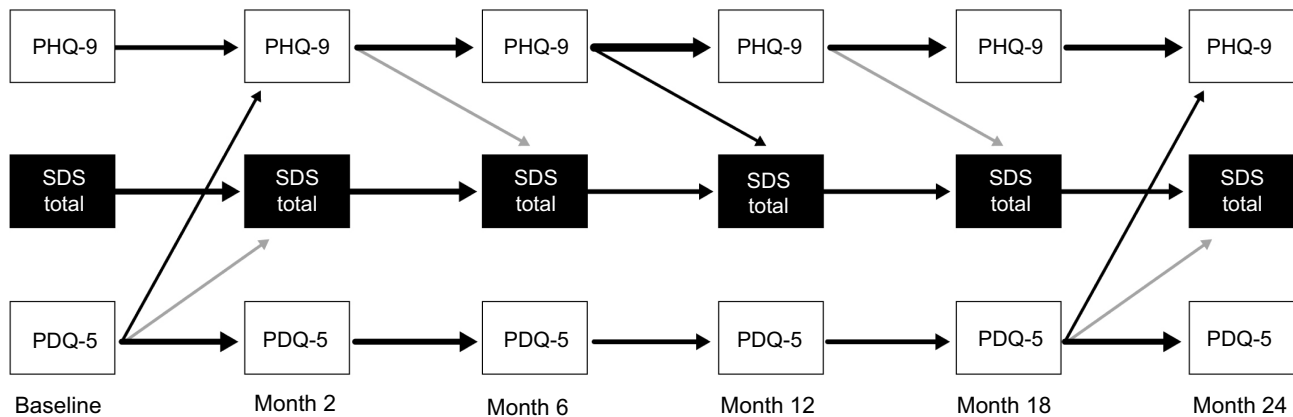 PHQ-9 PHQ-9 PHQ-9 PHQ-9 PHQ-9 PHQ-9
SDS SDS SDS SDS SDS SDS
total total total total total total
PDQ-5 PDQ-5 PDQ-5 PDQ-5 PDQ-5 PDQ-5
Baseline Month 2 Month 6 Month 12 Month 18 Month 24